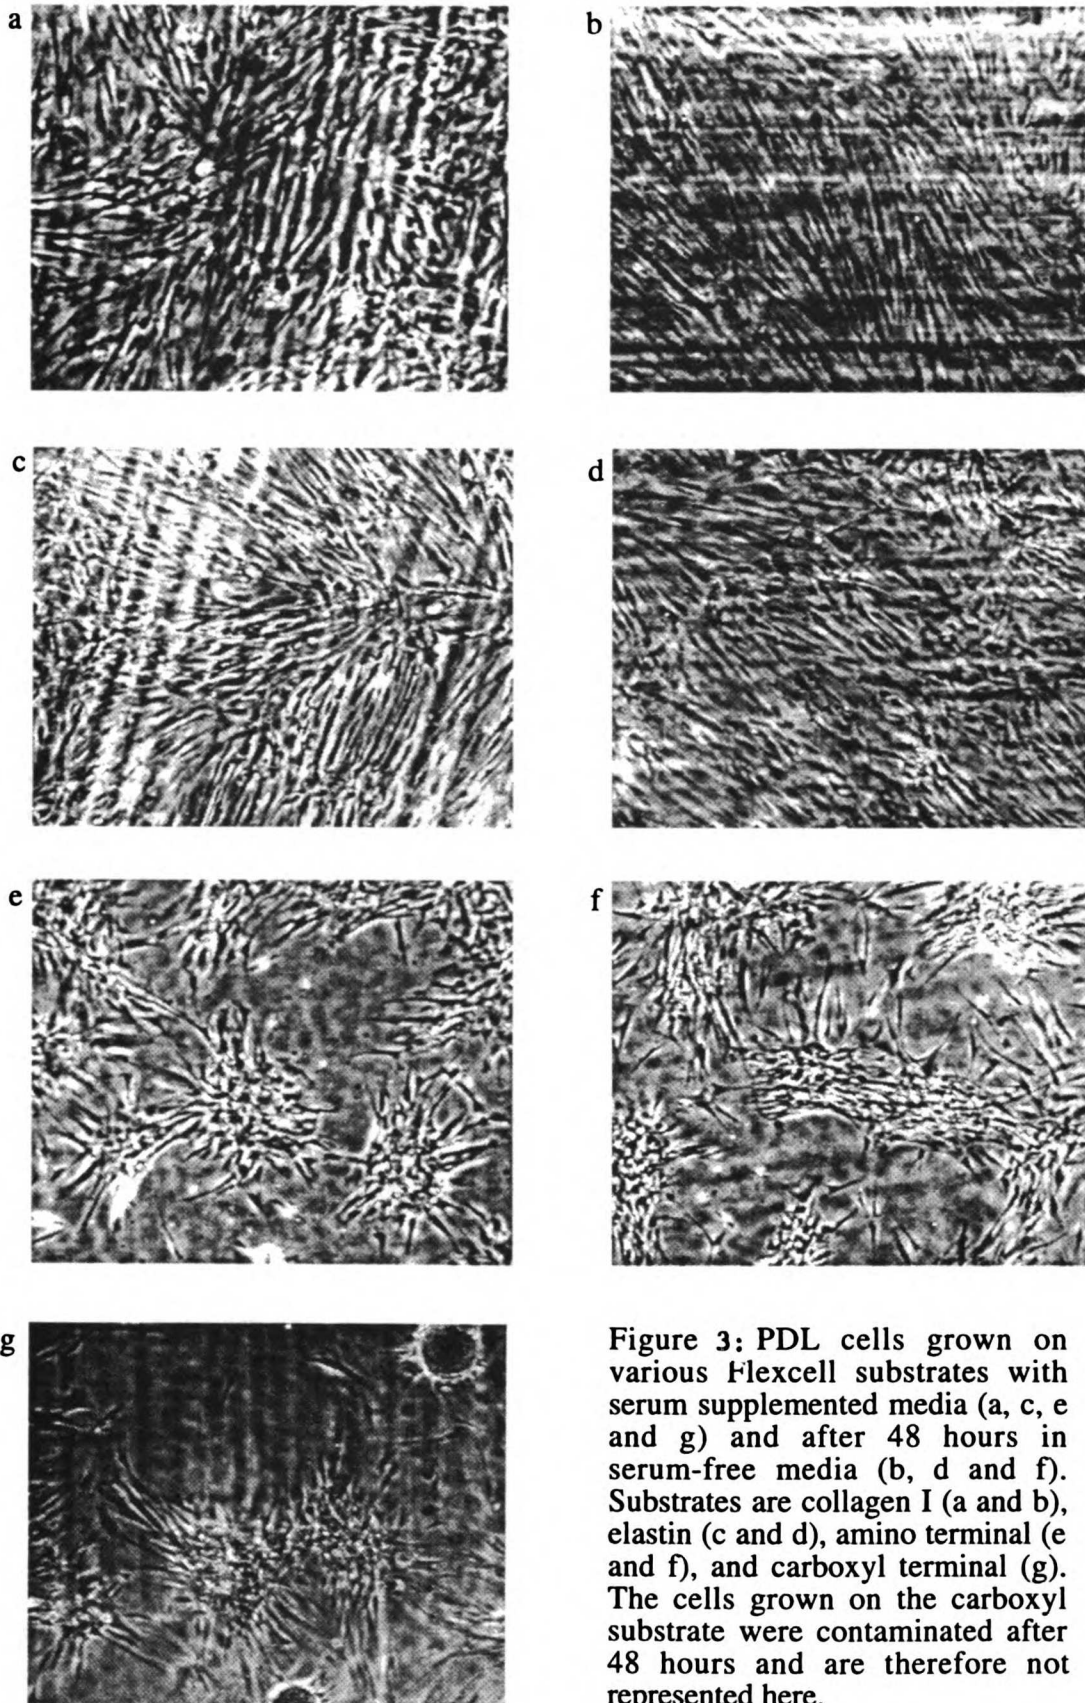 a
b
c
d
e
f
g
Figure 3: PDL cells grown on
various Flexcell substrates with
serum supplemented media (a, c, e
and g) and after 48 hours in
serum-free media (b, d and f).
Substrates are collagen I (a and b),
elastin (c and d), amino terminal (e
and f), and carboxyl terminal (g).
The cells grown on the carboxyl
substrate were contaminated after
48 hours and are therefore not
represented here.